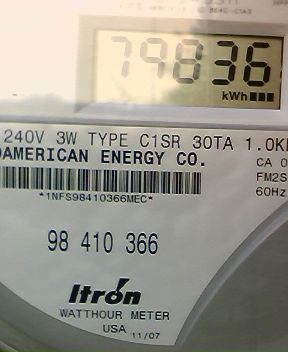 79836
kWh
240V 3W TYPE C1SR 30TA 1.0K
AMERICAN ENERGY CO.
CA 0
*1NFS98410366MEC*
FM2S
60Hz
98 410 366
Itrón
WATTHOUR METER
USA 11/07